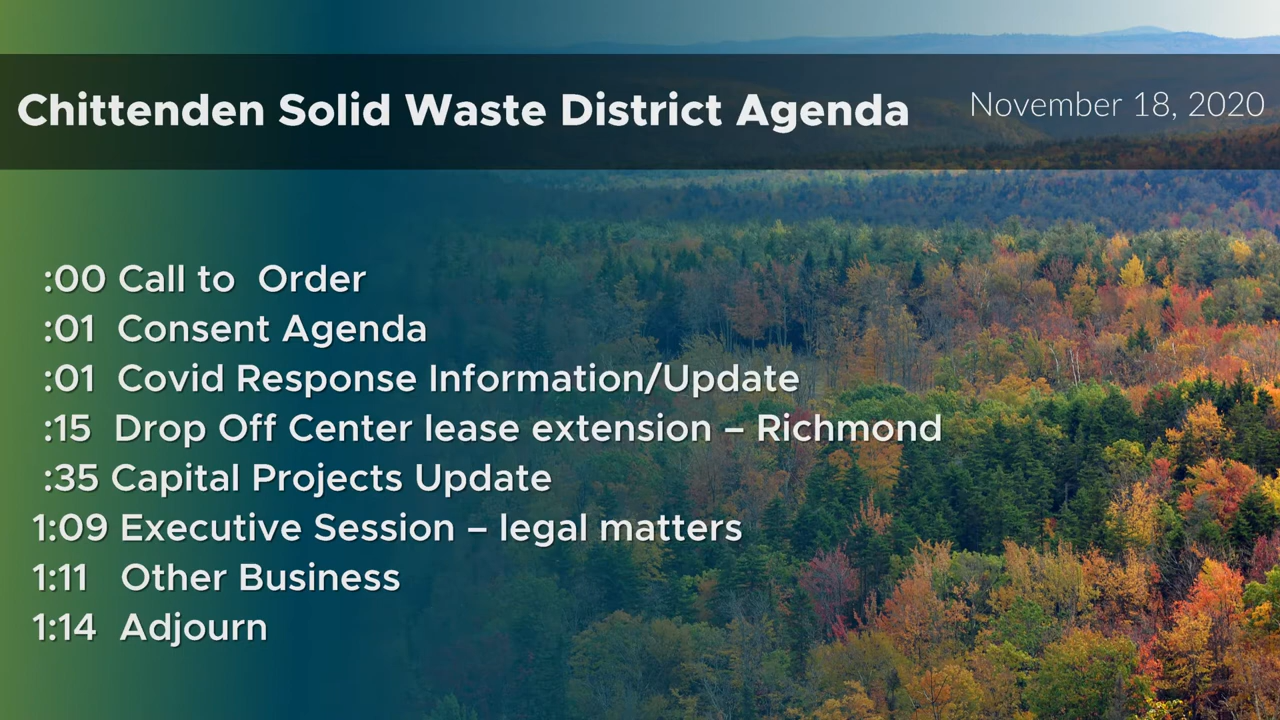 Chittenden Solid Waste District Agenda
November 18, 2020
:00 Call to Order
:01 Consent Agenda
:01 Covid Response Information/Update
:15 Drop Off Center lease extension – Richmond
:35 Capital Projects Update
1:09 Executive Session – legal matters
1:11 Other Business
1:14 Adjourn